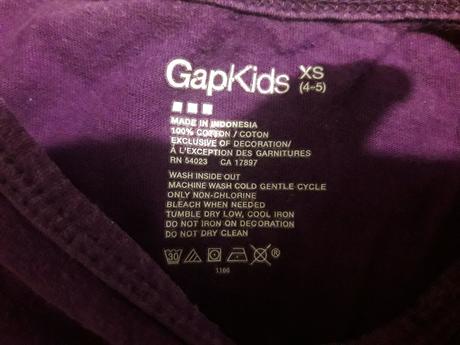 GapKids XS
(4-5)
MADE IN INDONESIA
100% COTTON / COTON
EXCLUSIVE OF DECORATION/
À L'EXCEPTION DES GARNITURES
RN 54023 CA 17897
WASH INSIDE OUT
MACHINE WASH COLD GENTLE CYCLE
ONLY NON-CHLORINE
BLEACH WHEN NEEDED
TUMBLE DRY LOW, COOL IRON
DO NOT IRON ON DECORATION
DO NOT DRY CLEAN
30 ®
1166